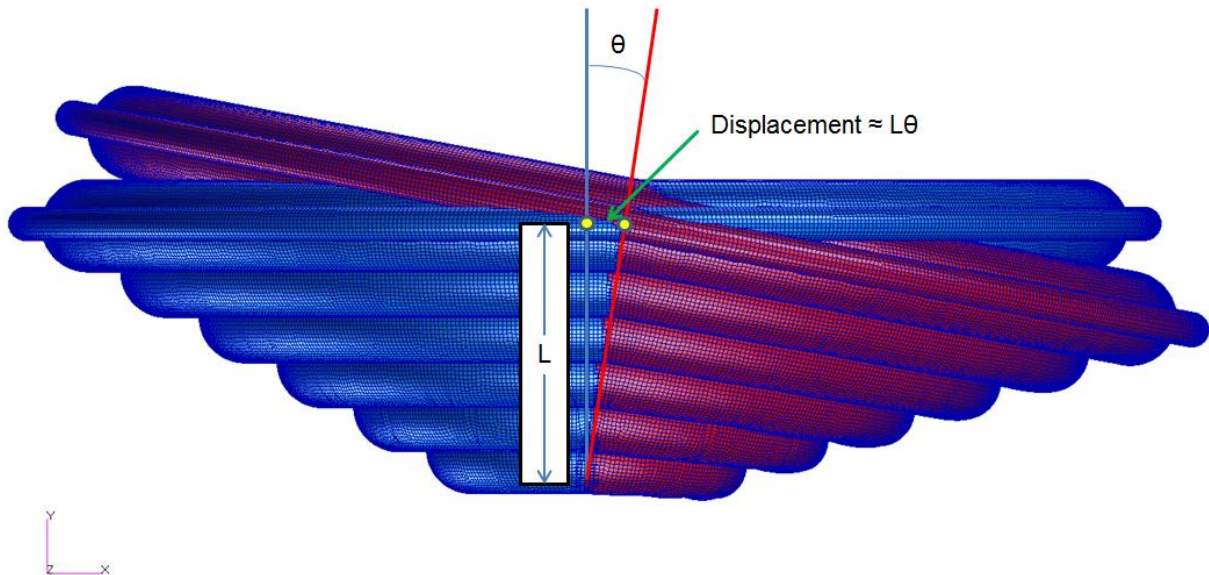 θ
Displacement ≈ Lθ
L
Y
Z X